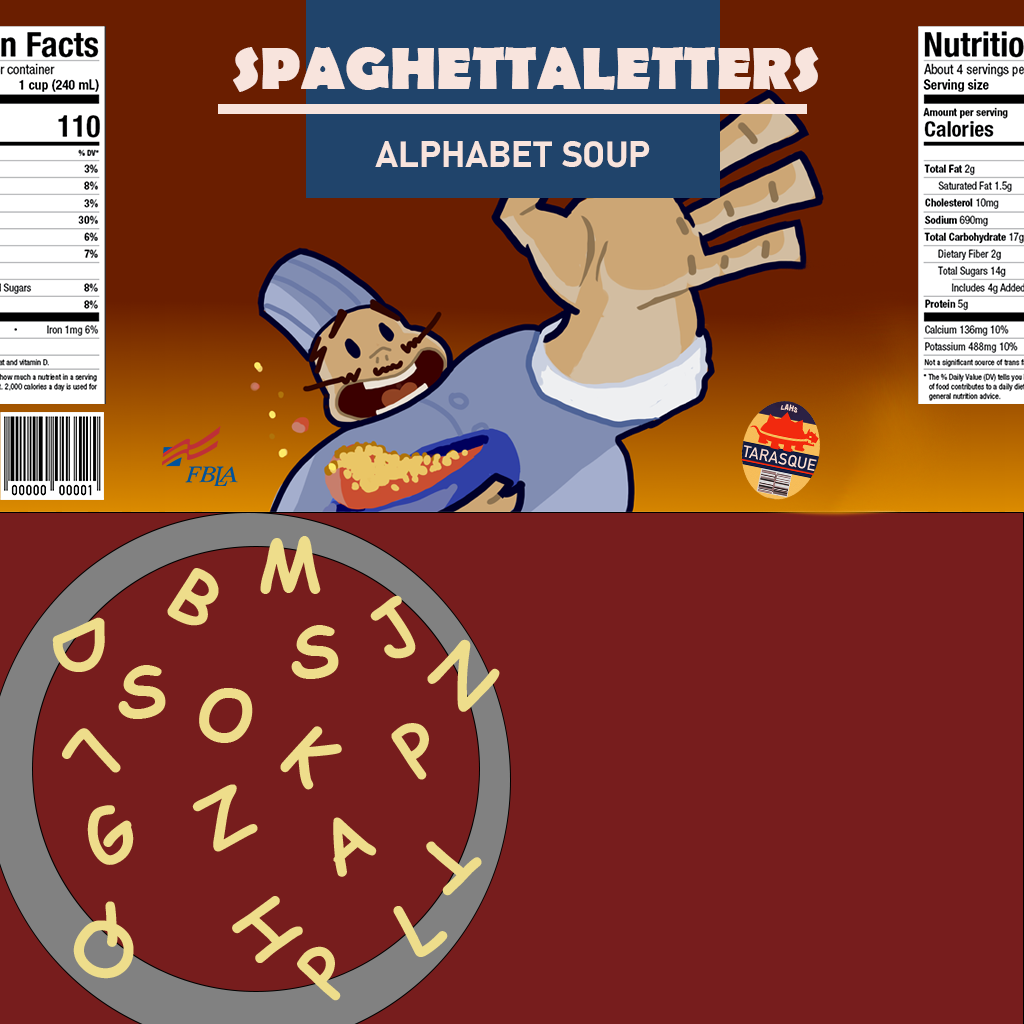 SPAGHETTALETTERS
ALPHABET SOUP
n Facts
r container
1 cup (240 mL)
110
% DV*
3%
8%
3%
30%
6%
7%
l Sugars 8%
8%
• Iron 1mg 6%
at and vitamin D.
how much a nutrient in a serving
t. 2,000 calories a day is used for
00000 00001
FBLA
Nutritio
About 4 servings pe
Serving size
Amount per serving
Calories
Total Fat 2g
Saturated Fat 1.5g
Cholesterol 10mg
Sodium 690mg
Total Carbohydrate 17g
Dietary Fiber 2g
Total Sugars 14g
Includes 4g Added
Protein 5g
Calcium 136mg 10%
Potassium 488mg 10%
Not a significant source of trans f
* The % Daily Value (DV) tells you
of food contributes to a daily die
general nutrition advice.
LAHS
TARASQUE
M
B
J
D
S
N
S
O
L
K
P
Z
G
A
I
Q
H
L
P